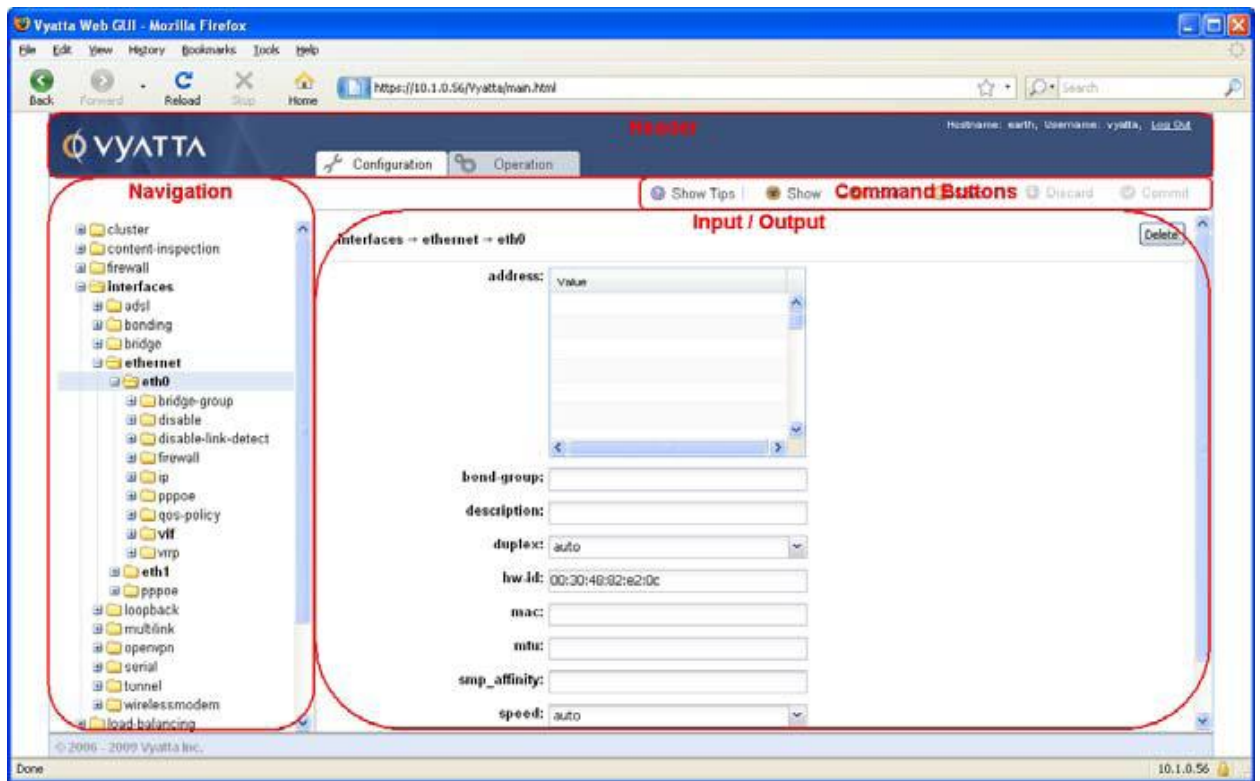 Vyatta Web GUI - Mozilla Firefox
File Edit View History Bookmarks Tools Help
Back Forward Reload Stop Home https://10.1.0.56/Vyatta/main.html Search
Header
Hostname: earth, Username: vyatta, Log Out
VYATTA
Configuration Operation
Navigation
Show Tips Show Command Buttons Discard Commit
Input / Output
interfaces → ethernet → eth0 Delete
cluster
content-inspection
firewall
interfaces
adsl
bonding
bridge
ethernet
eth0
bridge-group
disable
disable-link-detect
firewall
ip
pppoe
qos-policy
vif
vrrp
eth1
pppoe
loopback
multilink
openvpn
serial
tunnel
wirelessmodem
load-balancing
address: Value
bond-group:
description:
duplex: auto
hw-id: 00:30:48:82:e2:0c
mac:
mtu:
smp_affinity:
speed: auto
© 2006 - 2009 Vyatta Inc.
Done 10.1.0.56